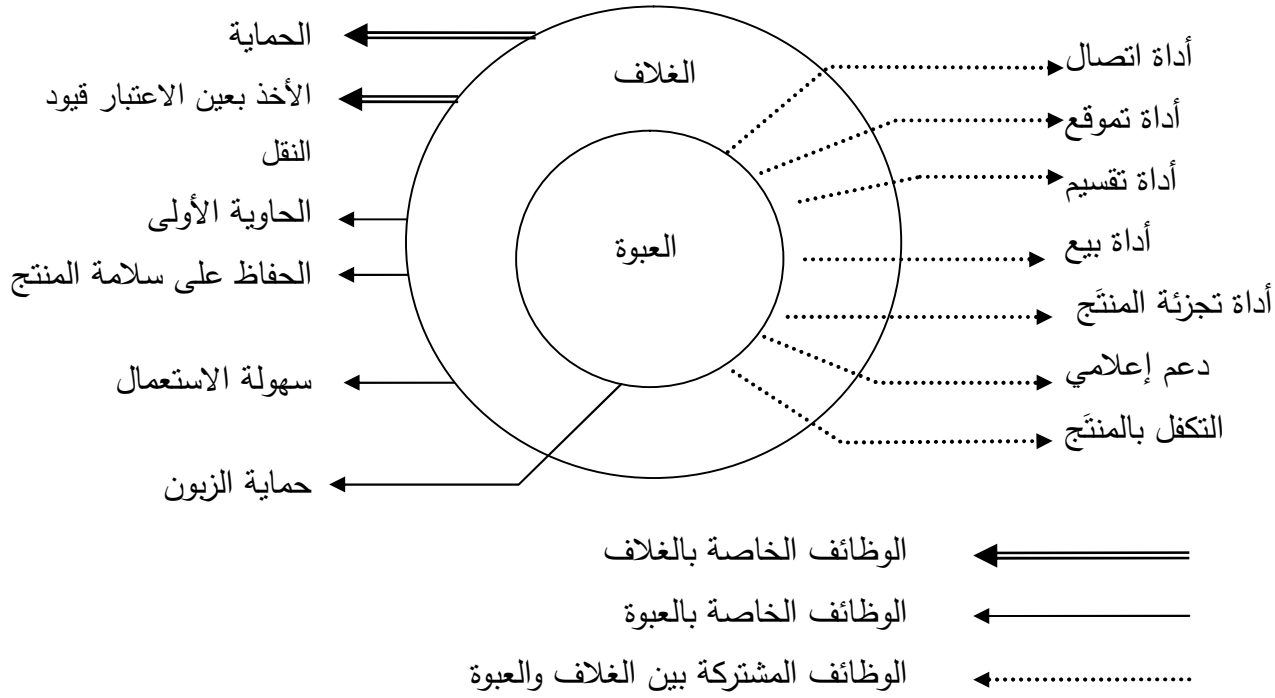 أداة اتصال
أداة تموقع
أداة تقسيم
أداة بيع
أداة تجزئة المنتَج
دعم إعلامي
التكفل بالمنتَج
الغلاف
العبوة
الحماية
الأخذ بعين الاعتبار قيود
النقل
الحاوية الأولى
الحفاظ على سلامة المنتج
سهولة الاستعمال
حماية الزبون
الوظائف الخاصة بالغلاف
الوظائف الخاصة بالعبوة
الوظائف المشتركة بين الغلاف والعبوة